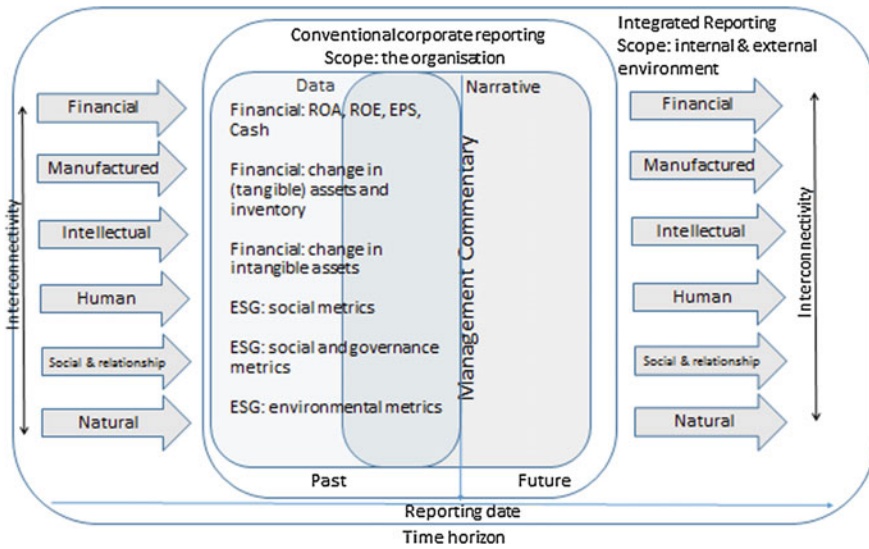 Conventional corporate reporting
Scope: the organisation
Integrated Reporting
Scope: internal & external
environment
Interconnectivity
Financial
Manufactured
Intellectual
Human
Social & relationship
Natural
Data
Financial: ROA, ROE, EPS,
Cash
Financial: change in
(tangible) assets and
inventory
Financial: change in
intangible assets
ESG: social metrics
ESG: social and governance
metrics
ESG: environmental metrics
Narrative
Management Commentary
Past
Future
Financial
Manufactured
Intellectual
Human
Social & relationship
Natural
Interconnectivity
Reporting date
Time horizon